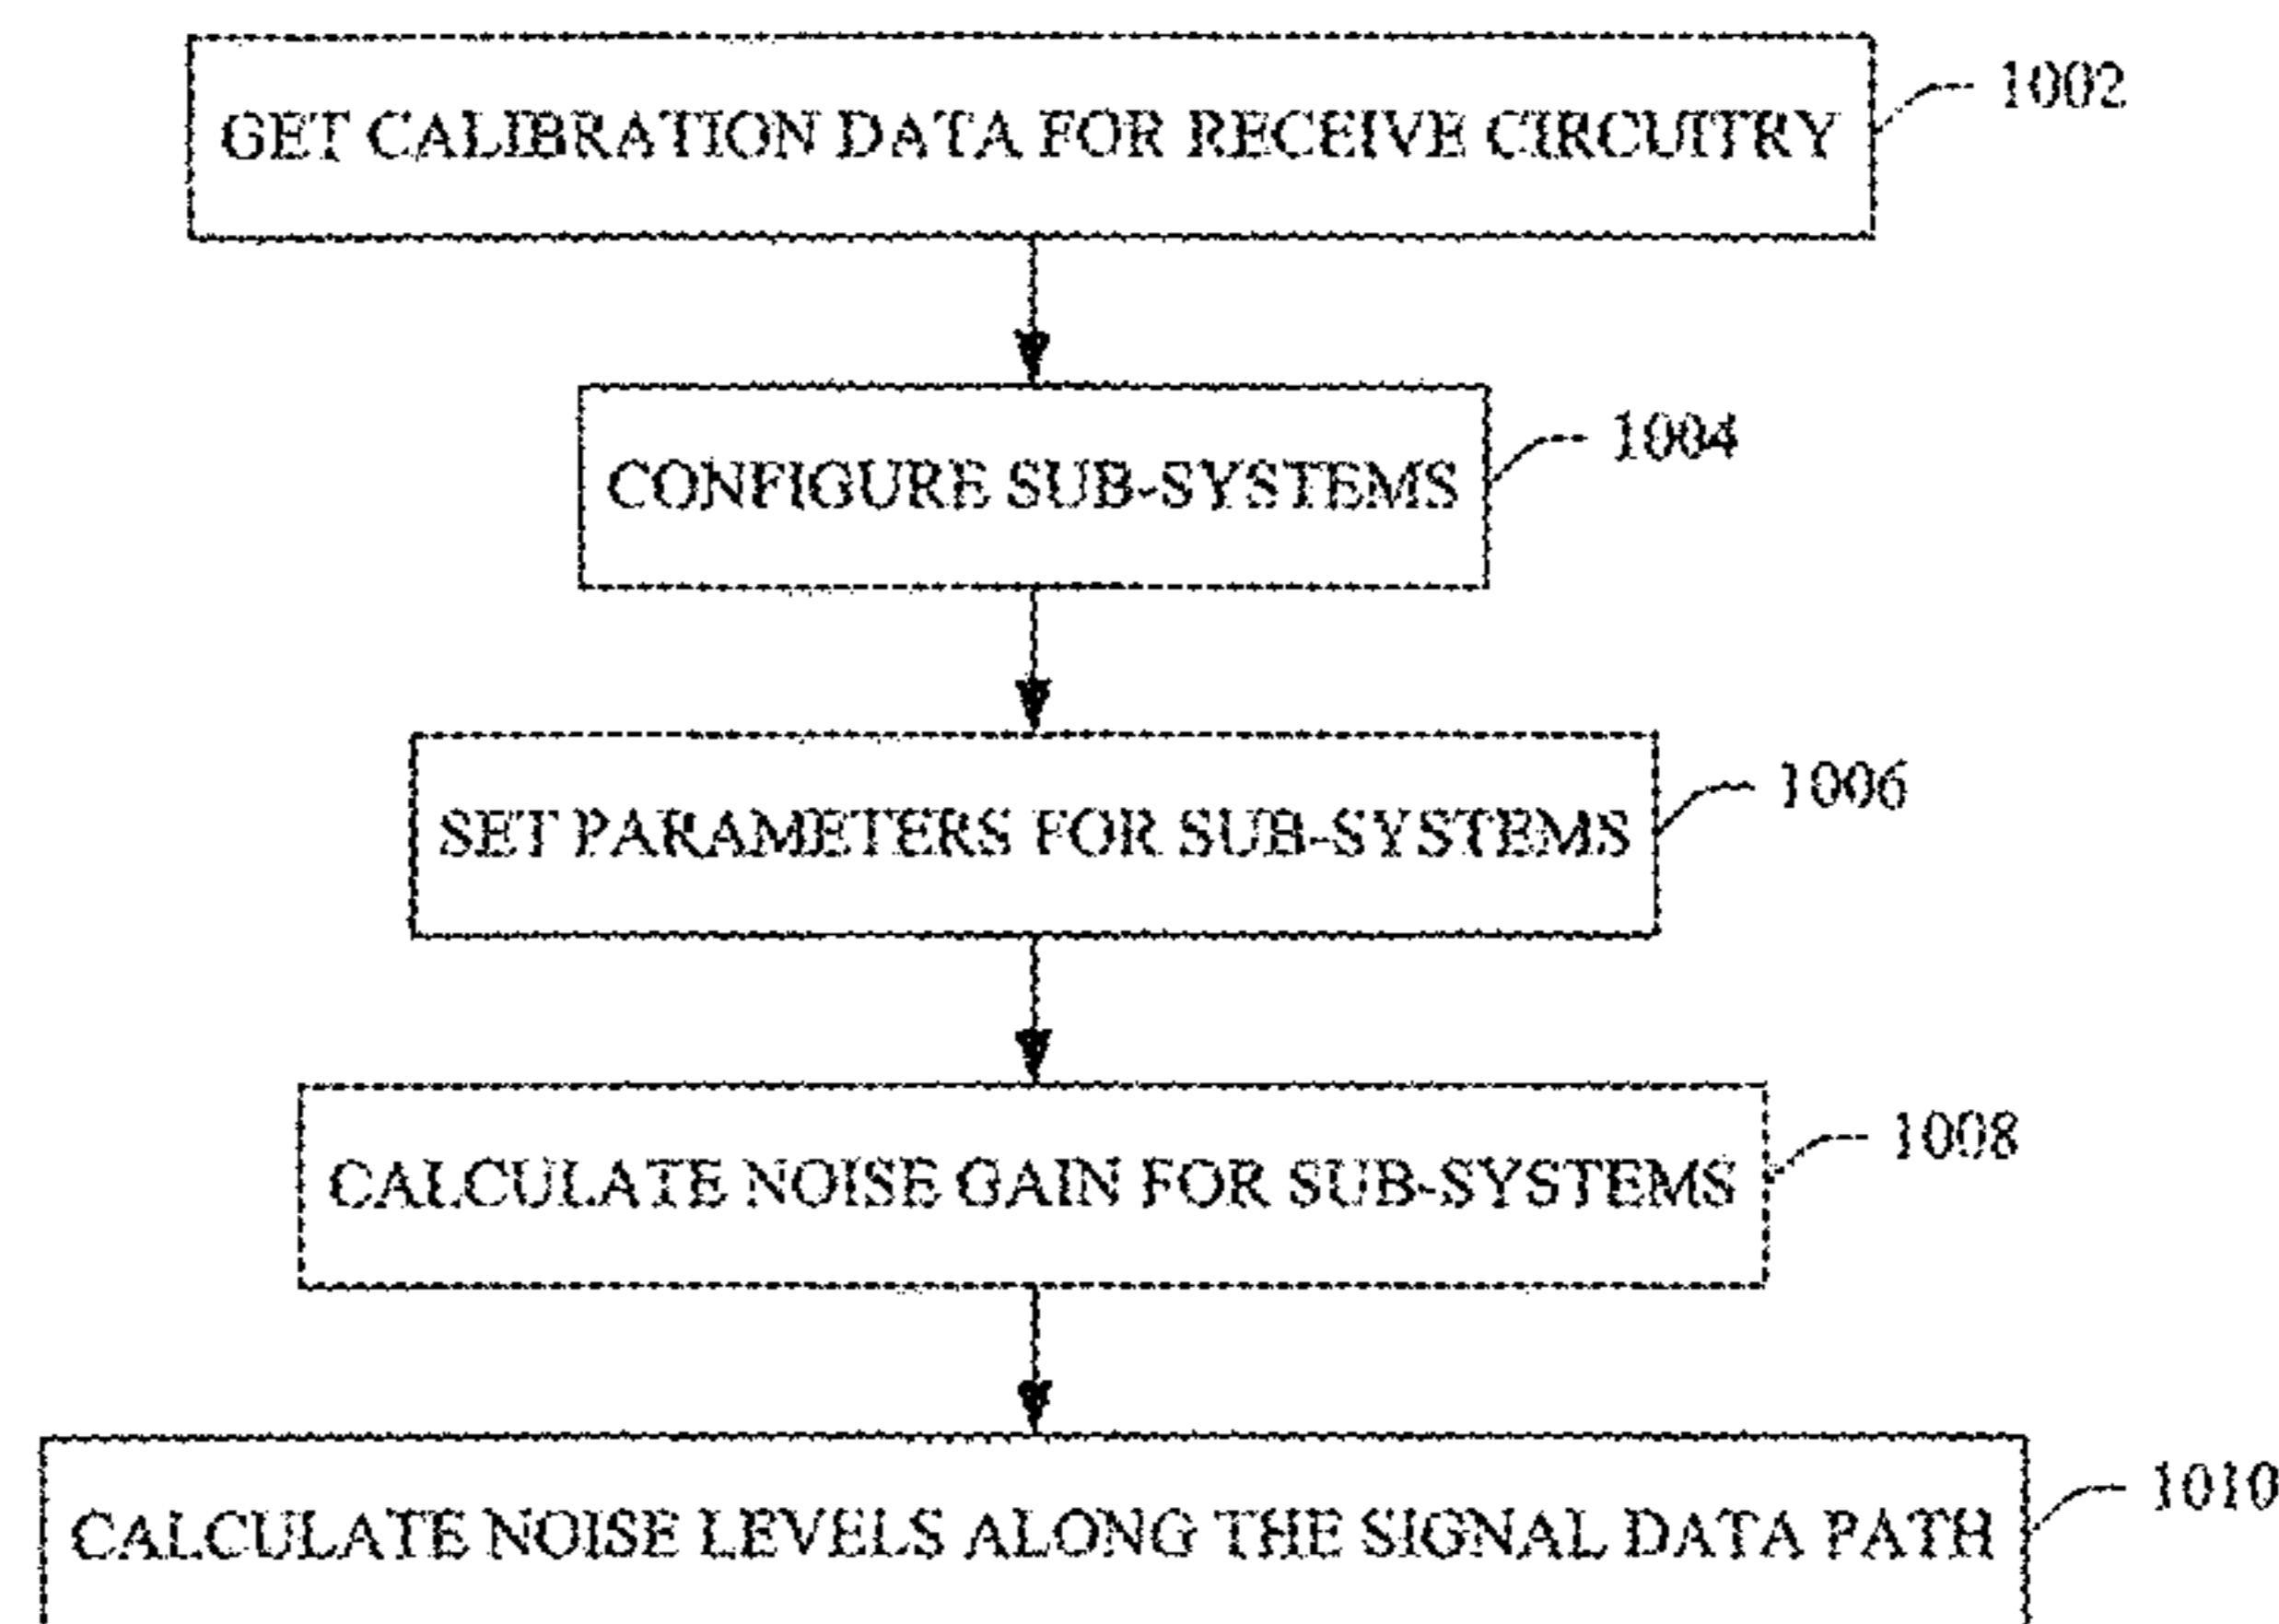 GET CALIBRATION DATA FOR RECEIVE CIRCUITRY
1002
CONFIGURE SUB-SYSTEMS
1004
SET PARAMETERS FOR SUB-SYSTEMS
1006
CALCULATE NOISE GAIN FOR SUB-SYSTEMS
1008
CALCULATE NOISE LEVELS ALONG THE SIGNAL DATA PATH
1010